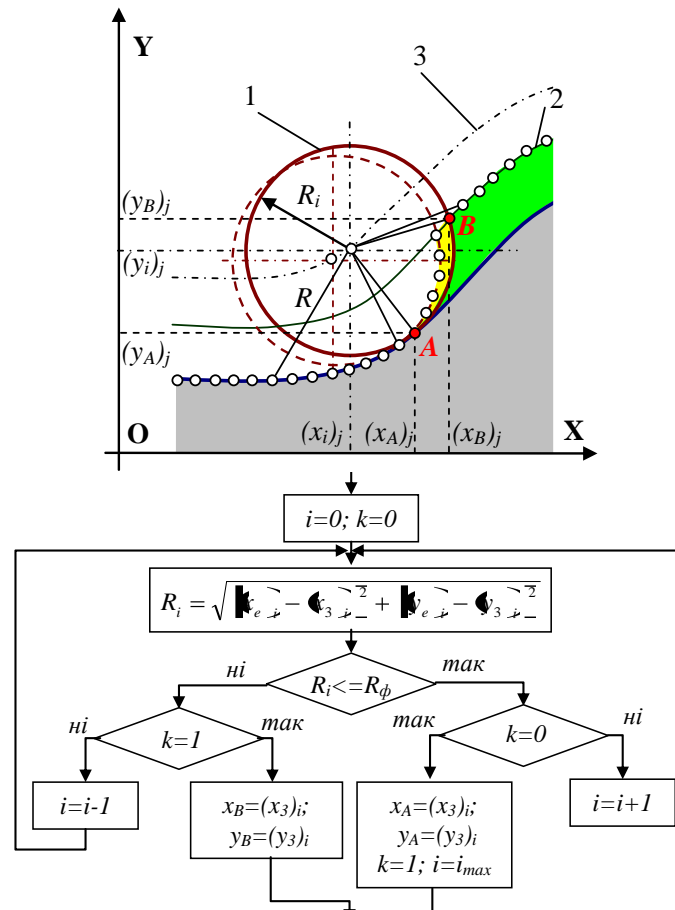 Y
3
1
2
(y_B)_j
R_i
B
(y_i)_j
R
(y_A)_j
A
O
(x_i)_j
(x_A)_j
(x_B)_j
X
i=0; k=0
R_i =
ні
так
R_i<=R_ф
ні
так
так
ні
k=1
k=0
i=i-1
x_B=(x_3)_i;
y_B=(y_3)_i
x_A=(x_3)_i;
y_A=(y_3)_i
k=1; i=i_max
i=i+1